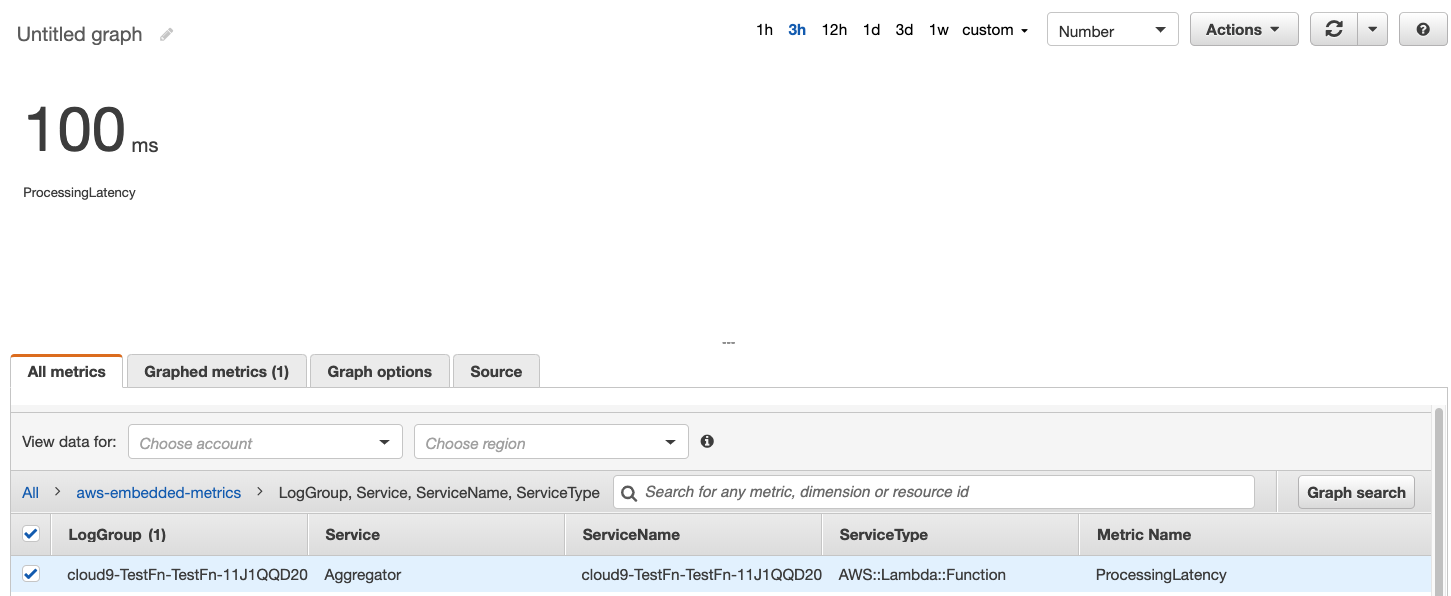 Untitled graph 1h 3h 12h 1d 3d 1w custom Number Actions ?
100 ms
ProcessingLatency
---
All metrics Graphed metrics (1) Graph options Source
View data for: Choose account Choose region i
All > aws-embedded-metrics > LogGroup, Service, ServiceName, ServiceType Search for any metric, dimension or resource id Graph search
LogGroup (1) Service ServiceName ServiceType Metric Name
cloud9-TestFn-TestFn-11J1QQD20 Aggregator cloud9-TestFn-TestFn-11J1QQD20 AWS::Lambda::Function ProcessingLatency